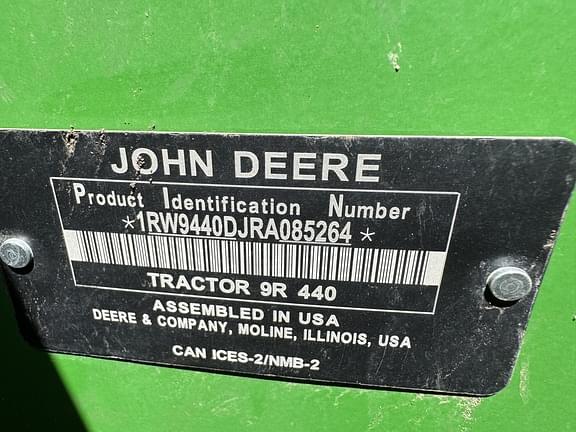 JOHN DEERE
Product Identification Number
*1RW9440DJRA085264*
TRACTOR 9R 440
ASSEMBLED IN USA
DEERE & COMPANY, MOLINE, ILLINOIS, USA
CAN ICES-2/NMB-2